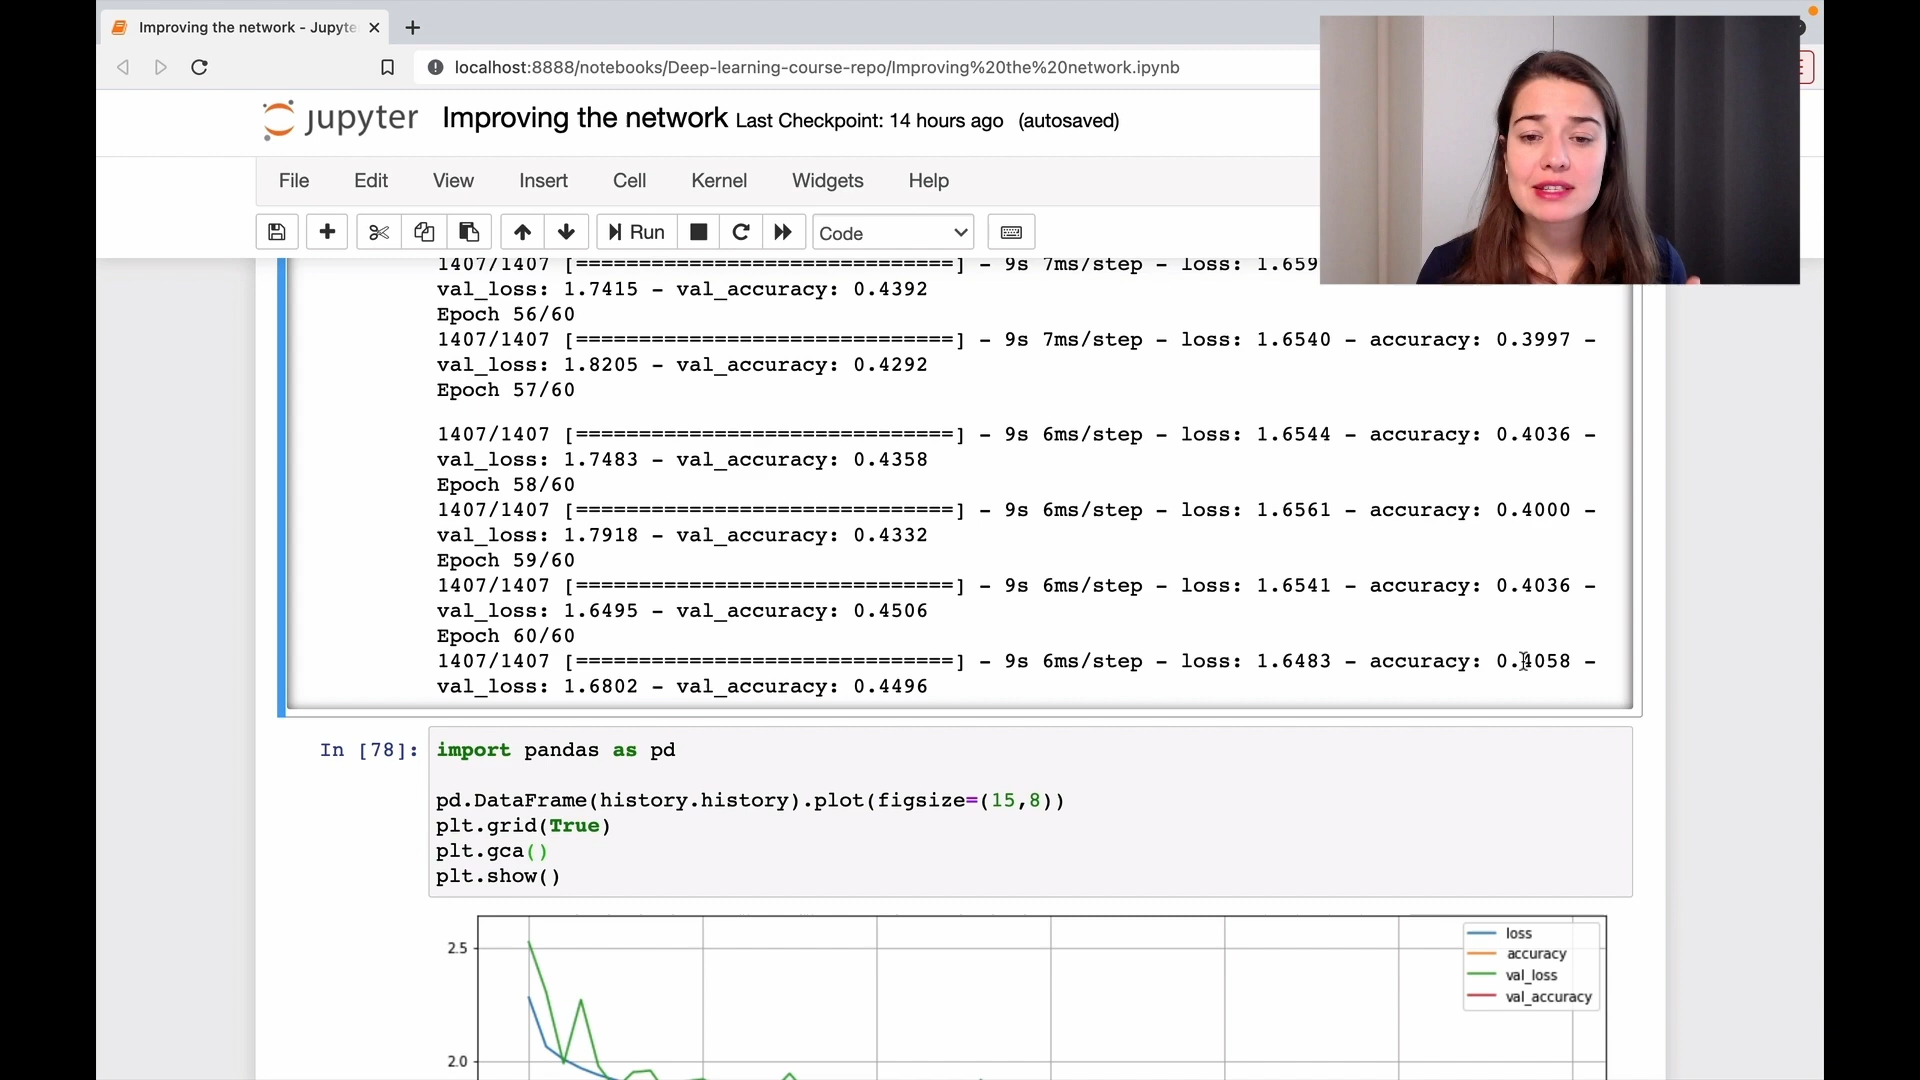 Improving the network - Jupyte
localhost:8888/notebooks/Deep-learning-course-repo/Improving%20the%20network.ipynb
jupyter Improving the network Last Checkpoint: 14 hours ago (autosaved)
File Edit View Insert Cell Kernel Widgets Help
Run Code
1407/1407 [==============================] - 9s 7ms/step - loss: 1.659
val_loss: 1.7415 - val_accuracy: 0.4392
Epoch 56/60
1407/1407 [==============================] - 9s 7ms/step - loss: 1.6540 - accuracy: 0.3997 -
val_loss: 1.8205 - val_accuracy: 0.4292
Epoch 57/60
1407/1407 [==============================] - 9s 6ms/step - loss: 1.6544 - accuracy: 0.4036 -
val_loss: 1.7483 - val_accuracy: 0.4358
Epoch 58/60
1407/1407 [==============================] - 9s 6ms/step - loss: 1.6561 - accuracy: 0.4000 -
val_loss: 1.7918 - val_accuracy: 0.4332
Epoch 59/60
1407/1407 [==============================] - 9s 6ms/step - loss: 1.6541 - accuracy: 0.4036 -
val_loss: 1.6495 - val_accuracy: 0.4506
Epoch 60/60
1407/1407 [==============================] - 9s 6ms/step - loss: 1.6483 - accuracy: 0.4058 -
val_loss: 1.6802 - val_accuracy: 0.4496
In [78]: import pandas as pd
pd.DataFrame(history.history).plot(figsize=(15,8))
plt.grid(True)
plt.gca()
plt.show()
2.5
2.0
loss
accuracy
val_loss
val_accuracy